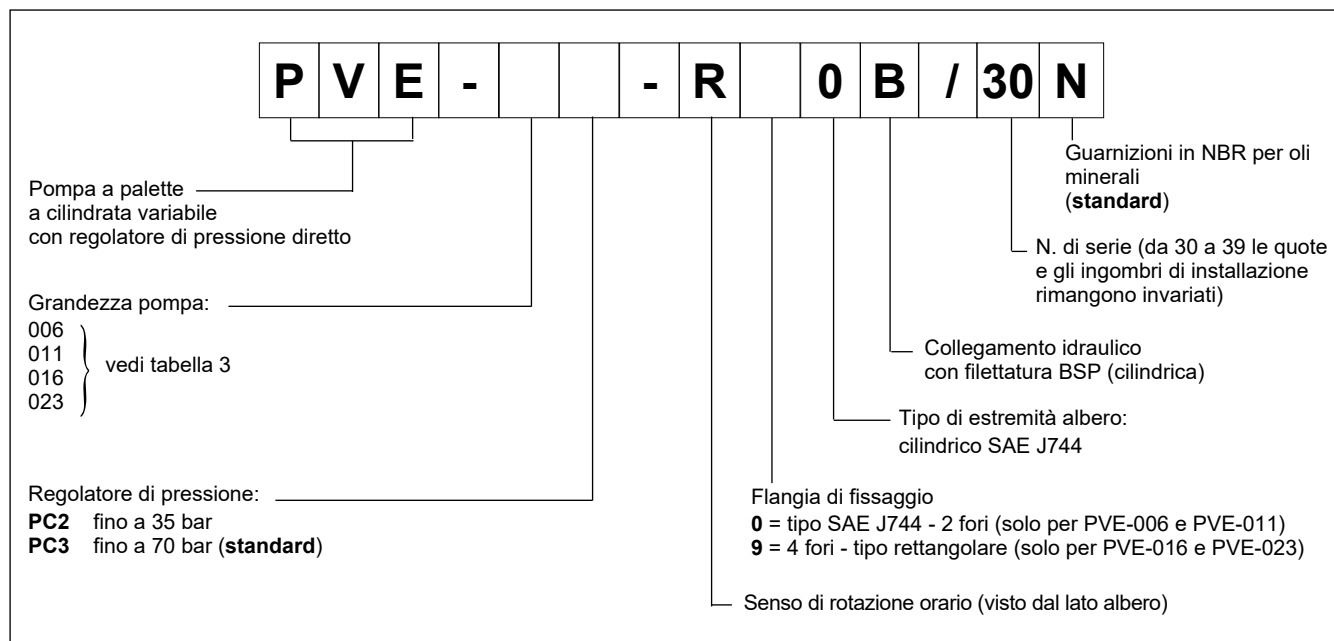 PVE- -R 0B/30N
Pompa a palette
a cilindrata variabile
con regolatore di pressione diretto
Grandezza pompa:
006
011
016
023
vedi tabella 3
Regolatore di pressione:
PC2 fino a 35 bar
PC3 fino a 70 bar (standard)
Guarnizioni in NBR per oli
minerali
(standard)
N. di serie (da 30 a 39 le quote
e gli ingombri di installazione
rimangono invariati)
Collegamento idraulico
con filettatura BSP (cilindrica)
Tipo di estremità albero:
cilindrico SAE J744
Flangia di fissaggio
0 = tipo SAE J744 - 2 fori (solo per PVE-006 e PVE-011)
9 = 4 fori - tipo rettangolare (solo per PVE-016 e PVE-023)
Senso di rotazione orario (visto dal lato albero)